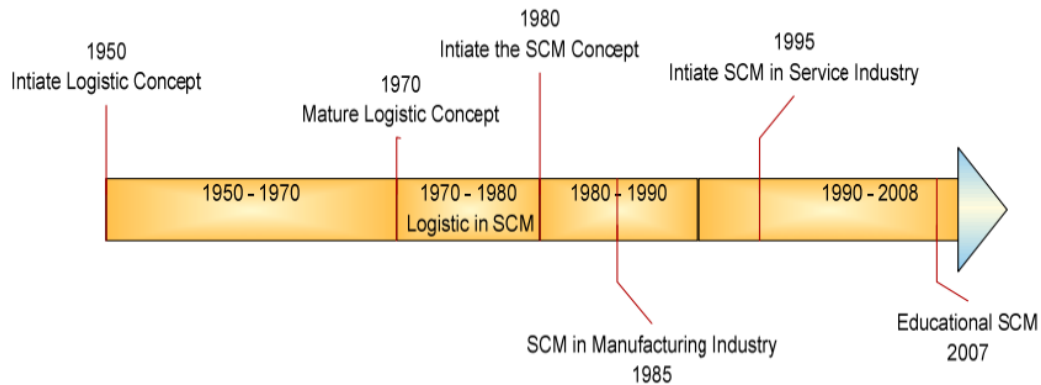 1950
Intiate Logistic Concept
1970
Mature Logistic Concept
1980
Intiate the SCM Concept
1995
Intiate SCM in Service Industry
1950 - 1970
1970 - 1980
Logistic in SCM
1980 - 1990
1990 - 2008
SCM in Manufacturing Industry
1985
Educational SCM
2007